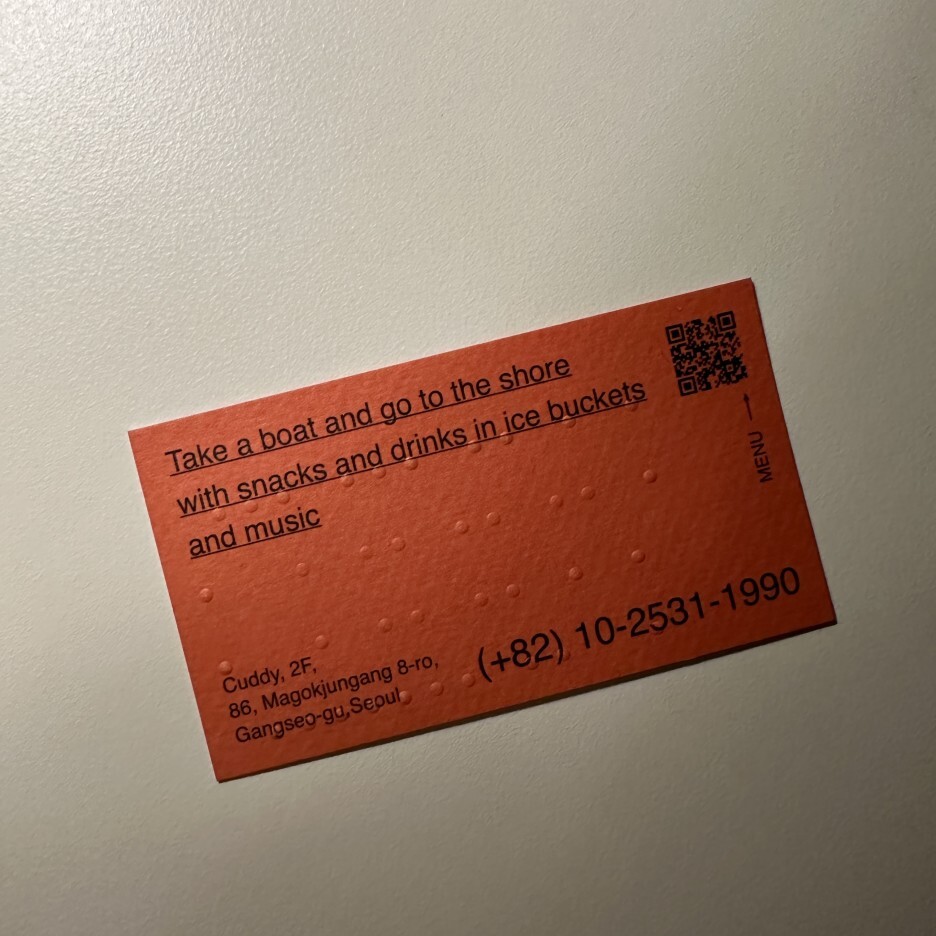 Take a boat and go to the shore
with snacks and drinks in ice buckets
and music
MENU →
Cuddy, 2F,
86, Magokjungang 8-ro,
Gangseo-gu,Seoul
(+82) 10-2531-1990